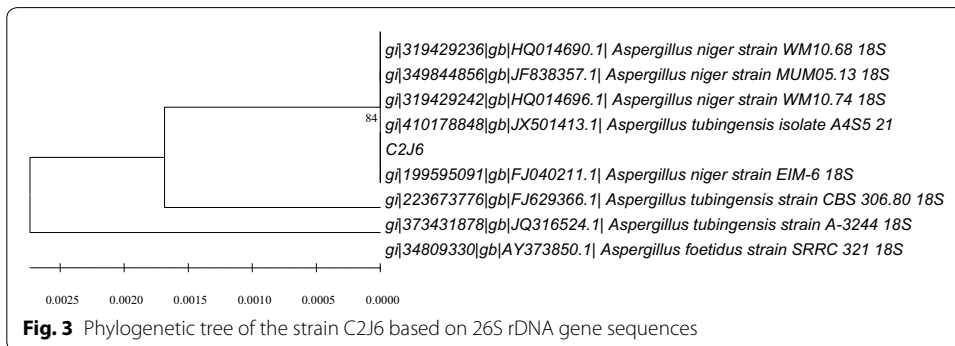 gi|319429236|gb|HQ014690.1| Aspergillus niger strain WM10.68 18S
gi|349844856|gb|JF838357.1| Aspergillus niger strain MUM05.13 18S
gi|319429242|gb|HQ014696.1| Aspergillus niger strain WM10.74 18S
84
gi|410178848|gb|JX501413.1| Aspergillus tubingensis isolate A4S5 21
C2J6
gi|199595091|gb|FJ040211.1| Aspergillus niger strain EIM-6 18S
gi|223673776|gb|FJ629366.1| Aspergillus tubingensis strain CBS 306.80 18S
gi|373431878|gb|JQ316524.1| Aspergillus tubingensis strain A-3244 18S
gi|34809330|gb|AY373850.1| Aspergillus foetidus strain SRRC 321 18S
0.0025 0.0020 0.0015 0.0010 0.0005 0.0000
Fig. 3 Phylogenetic tree of the strain C2J6 based on 26S rDNA gene sequences